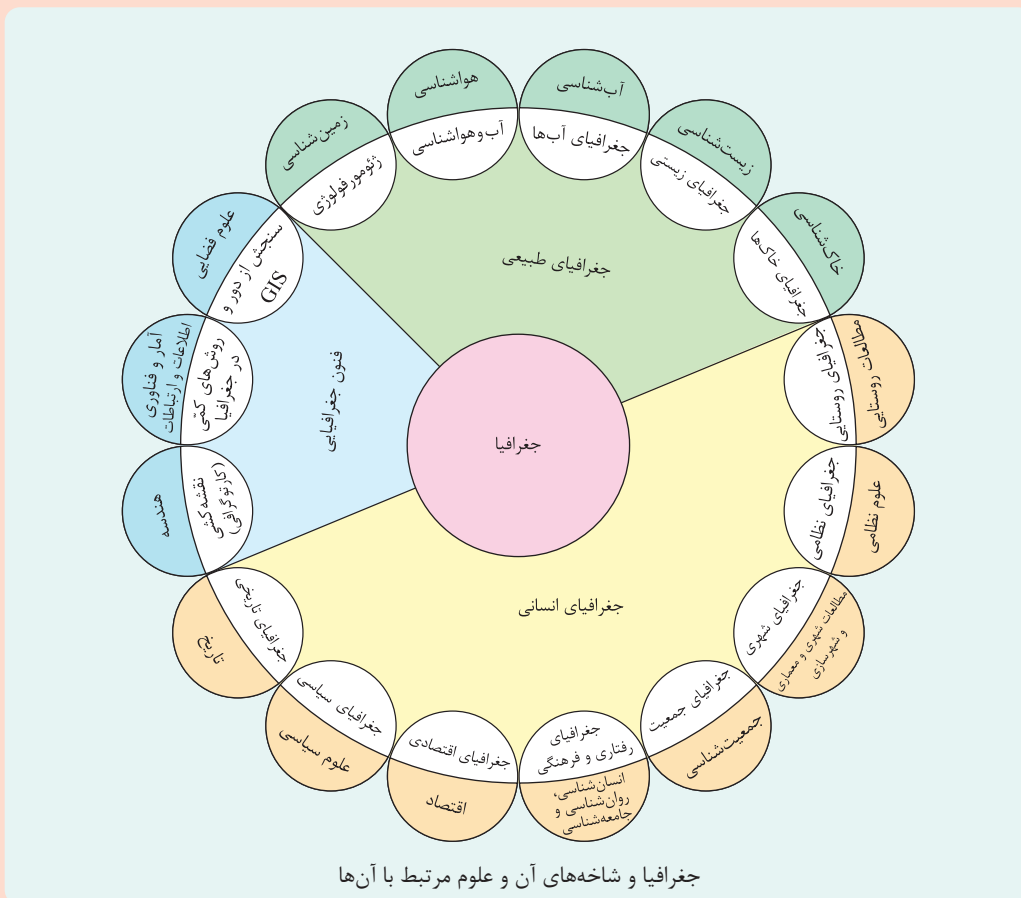 هواشناسی
آب‌وهواشناسی
آب‌شناسی
جغرافیای آب‌ها
زیست‌شناسی
جغرافیای زیستی
خاک‌شناسی
جغرافیای خاک‌ها
مطالعات روستایی
جغرافیای روستایی
علوم نظامی
جغرافیای نظامی
مطالعات شهری و معماری
و شهرسازی
جغرافیای شهری
جمعیت‌شناسی
جغرافیای جمعیت
جغرافیای
رفتاری و فرهنگی
انسان‌شناسی،
روان‌شناسی و
جامعه‌شناسی
جغرافیای اقتصادی
اقتصاد
جغرافیای سیاسی
علوم سیاسی
جغرافیای تاریخی
تاریخ
هندسه
نقشه‌کشی
(کارتوگرافی)
آمار و فناوری
اطلاعات و ارتباطات
روش‌های کمّی
در جغرافیا
علوم فضایی
سنجش از دور و
GIS
زمین‌شناسی
ژئومورفولوژی
جغرافیای طبیعی
فنون جغرافیایی
جغرافیا
جغرافیای انسانی
جغرافیا و شاخه‌های آن و علوم مرتبط با آن‌ها